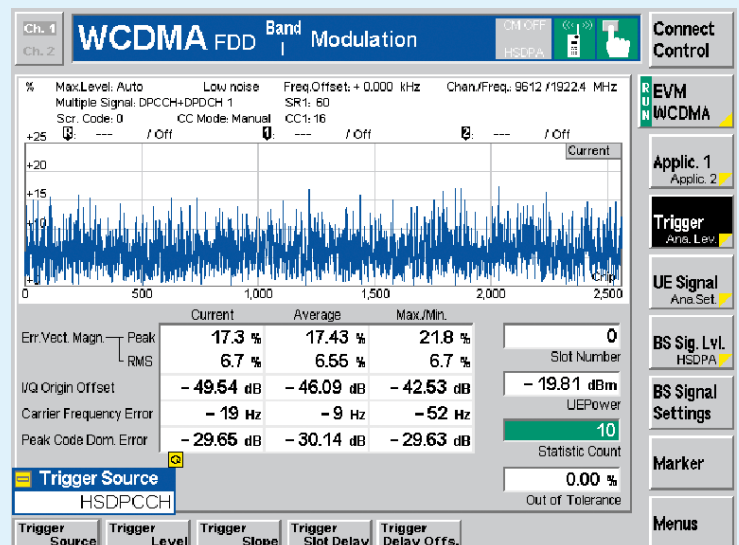 Ch. 1
Ch. 2
WCDMA FDD Band I Modulation
CM OFF
HSDPA
Connect Control
% Max.Level: Auto Low noise Freq.Offset: + 0.000 kHz Chan./Freq.: 9612 /1922.4 MHz
Multiple Signal: DPCCH+DPDCH 1 SR1: 60
Scr. Code: 0 CC Mode: Manual CC1: 16
--- / Off --- / Off 2: --- / Off
Current
+25
+20
+15
+10
Chip
0 500 1,000 1,500 2,000 2,500
Current Average Max./Min.
Err.Vect. Magn. Peak 17.3 % 17.43 % 21.8 %
RMS 6.7 % 6.55 % 6.7 %
I/Q Origin Offset - 49.54 dB - 46.09 dB - 42.53 dB
Carrier Frequency Error - 19 Hz - 9 Hz - 52 Hz
Peak Code Dom. Error - 29.65 dB - 30.14 dB - 29.63 dB
0
Slot Number
- 19.81 dBm
UEPower
10
Statistic Count
0.00 %
Out of Tolerance
Trigger Source
HSDPCCH
Trigger Source
Trigger Level
Trigger Slope
Trigger Slot Delay
Trigger Delay Offs.
RUN
EVM WCDMA
Applic. 1
Applic. 2
Trigger
Ana. Lev.
UE Signal
Ana.Set.
BS Sig. Lvl.
HSDPA
BS Signal Settings
Marker
Menus